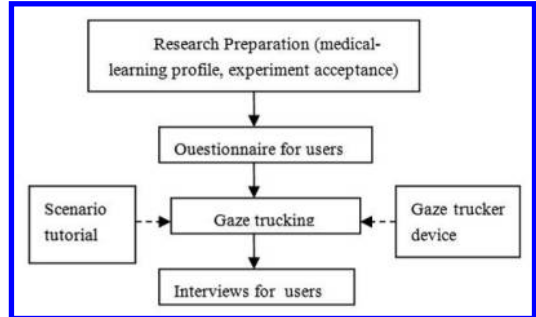 Research Preparation (medical-
learning profile, experiment acceptance)
Questionnaire for users
Scenario
tutorial
Gaze trucking
Gaze trucker
device
Interviews for users